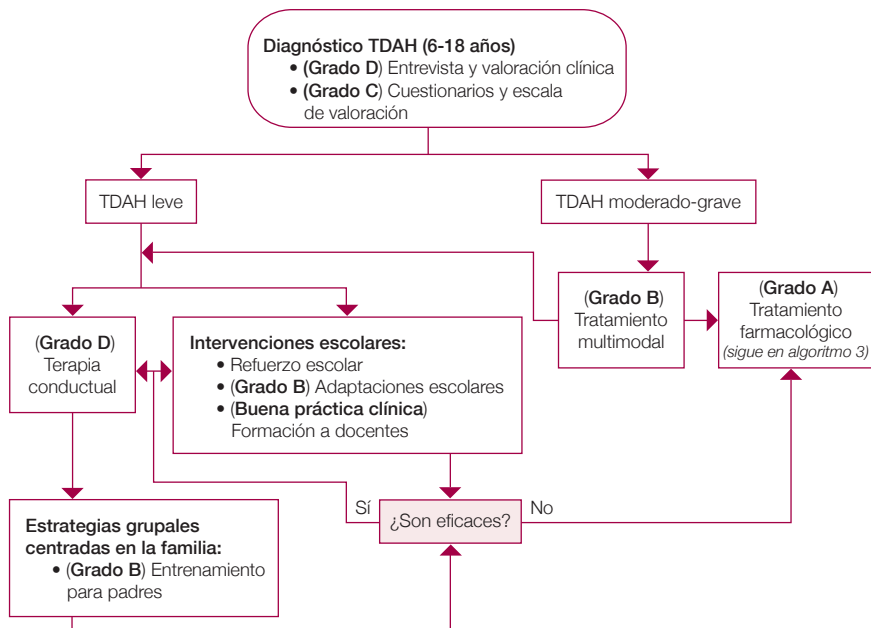 Diagnóstico TDAH (6-18 años)
• (Grado D) Entrevista y valoración clínica
• (Grado C) Cuestionarios y escala
de valoración
TDAH leve
TDAH moderado-grave
(Grado B)
Tratamiento
multimodal
(Grado A)
Tratamiento
farmacológico
(sigue en algoritmo 3)
(Grado D)
Terapia
conductual
Intervenciones escolares:
• Refuerzo escolar
• (Grado B) Adaptaciones escolares
• (Buena práctica clínica)
Formación a docentes
Sí
¿Son eficaces?
No
Estrategias grupales
centradas en la familia:
• (Grado B) Entrenamiento
para padres